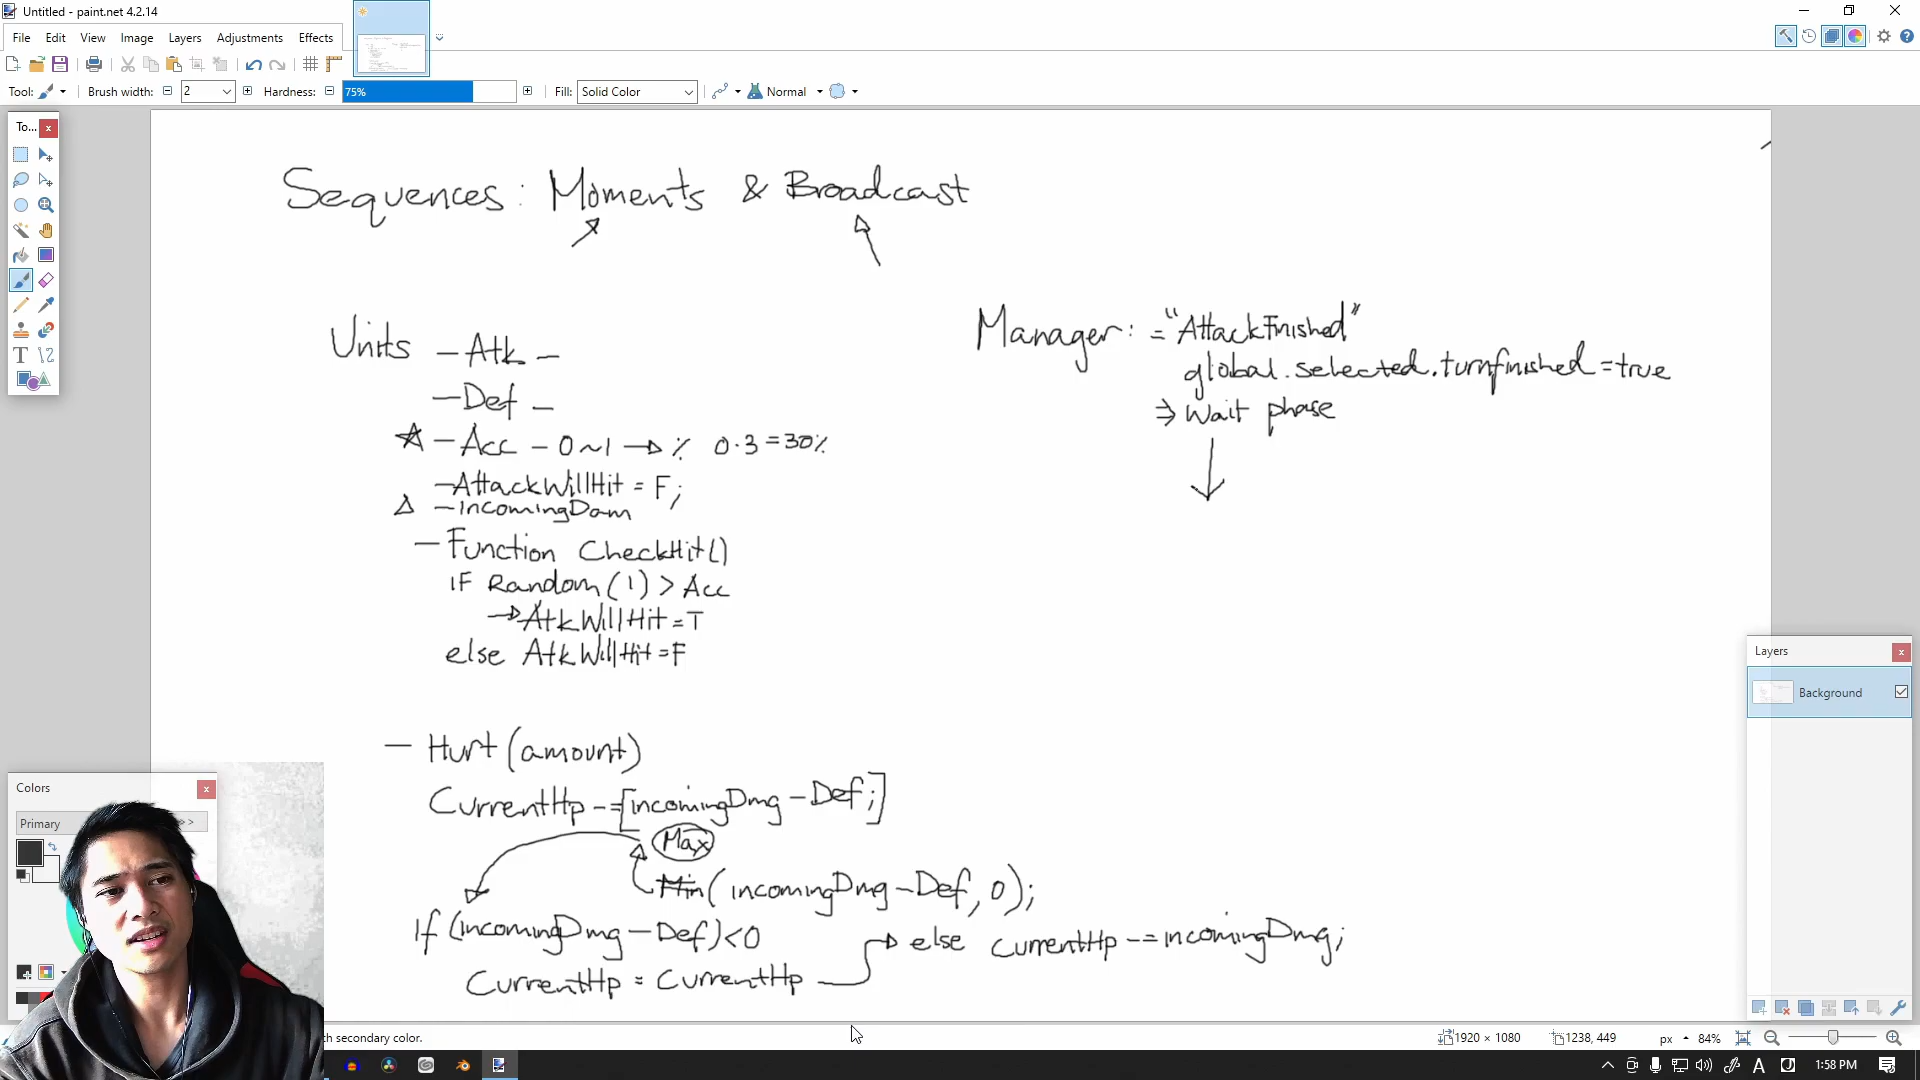 Untitled - paint.net 4.2.14
File Edit View Image Layers Adjustments Effects
Tool: Brush width: 2 Hardness: 75% Fill: Solid Color Normal
To...
Sequences: Moments & Broadcast
Units - Atk -
- Def -
- Acc - 0~1 → % 0.3 = 30%
- AttackWillHit = F;
- incomingDam
- Function CheckHit()
IF Random(1) > Acc
→ AtkWillHit = T
else AtkWillHit = F
Manager: = "AttackFinished"
global.selected.turnfinished = true
⇒ Wait phase
- Hurt (amount)
CurrentHp -= [incomingDmg - Def;]
Max
Min (incomingDmg - Def, 0);
If (incomingDmg - Def) < 0
CurrentHp = CurrentHp
else currentHp -= incomingDmg;
Layers
Background
Colors
Primary
>>
th secondary color.
1920 × 1080
1238, 449
px
84%
A
1:58 PM